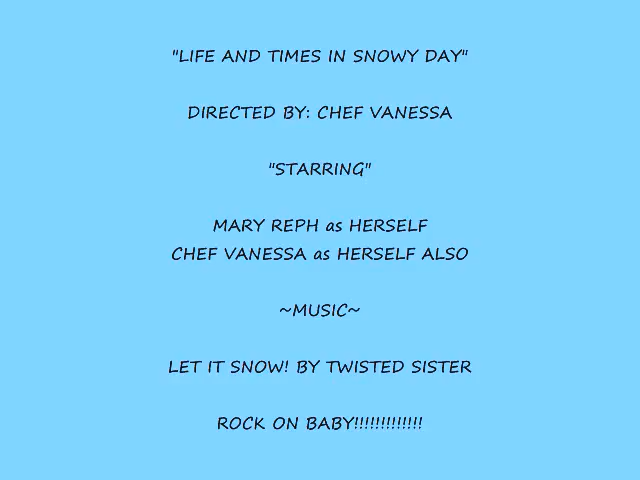 "LIFE AND TIMES IN SNOWY DAY"
DIRECTED BY: CHEF VANESSA
"STARRING"
MARY REPH as HERSELF
CHEF VANESSA as HERSELF ALSO
~MUSIC~
LET IT SNOW! BY TWISTED SISTER
ROCK ON BABY!!!!!!!!!!!!!